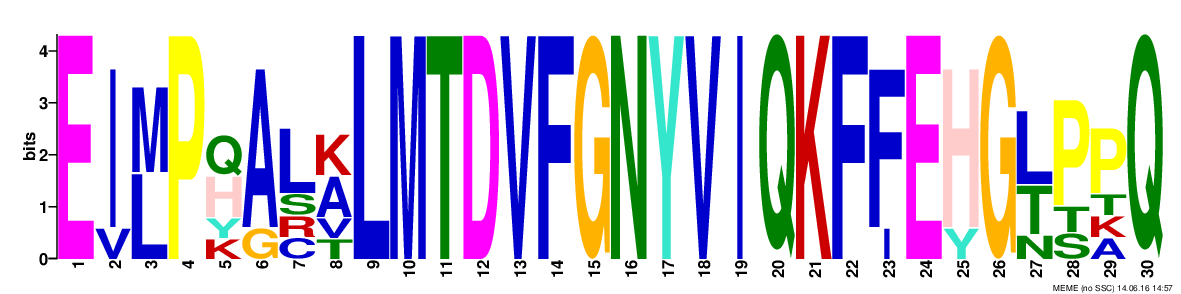 4
3
2
1
0
bits
E I M P Q A L K L M T D V F G N Y V I Q K F F E H G L P P Q
V L H G S A I Y T T T
Y R V N S K
K C T A
1 2 3 4 5 6 7 8 9 10 11 12 13 14 15 16 17 18 19 20 21 22 23 24 25 26 27 28 29 30
MEME (no SSC) 14.06.16 14:57